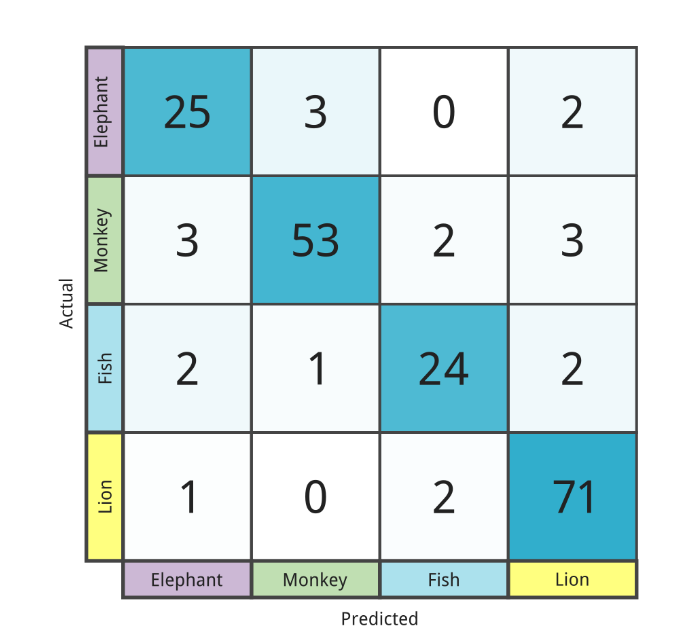 Actual
Elephant
25 3 0 2
Monkey
3 53 2 3
Fish
2 1 24 2
Lion
1 0 2 71
Elephant Monkey Fish Lion
Predicted